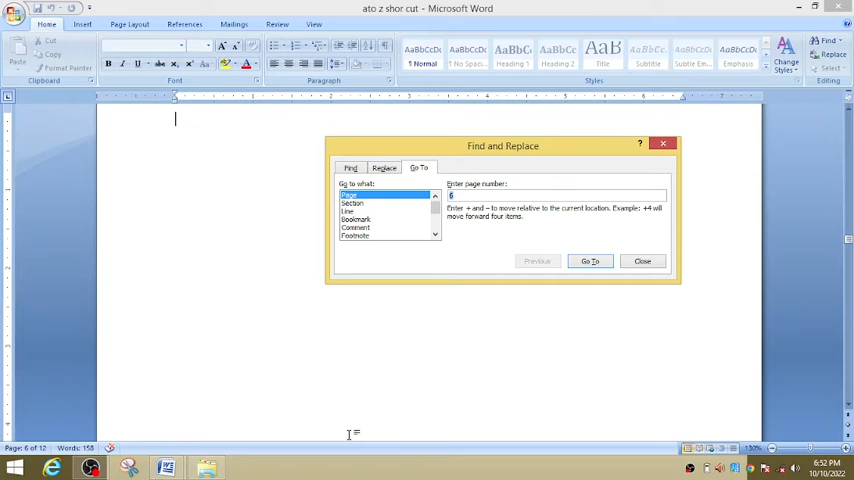 ato z shor cut - Microsoft Word
Home Insert Page Layout References Mailings Review View
Paste
Cut
Copy
Format Painter
Clipboard
Font
Paragraph
AaBbCcDc AaBbCcDc AaBbC AaBbCc AaB AaBbCc. AaBbCcDc AaBbCcDc
¶ Normal ¶ No Spaci... Heading 1 Heading 2 Title Subtitle Subtle Em... Emphasis
Styles
Change
Styles
Find
Replace
Select
Editing
Find and Replace
Find Replace Go To
Go to what:
Page
Section
Line
Bookmark
Comment
Footnote
Enter page number:
6
Enter + and – to move relative to the current location. Example: +4 will
move forward four items.
Previous Go To Close
Page: 6 of 12 Words: 158
130%
6:52 PM
10/10/2022